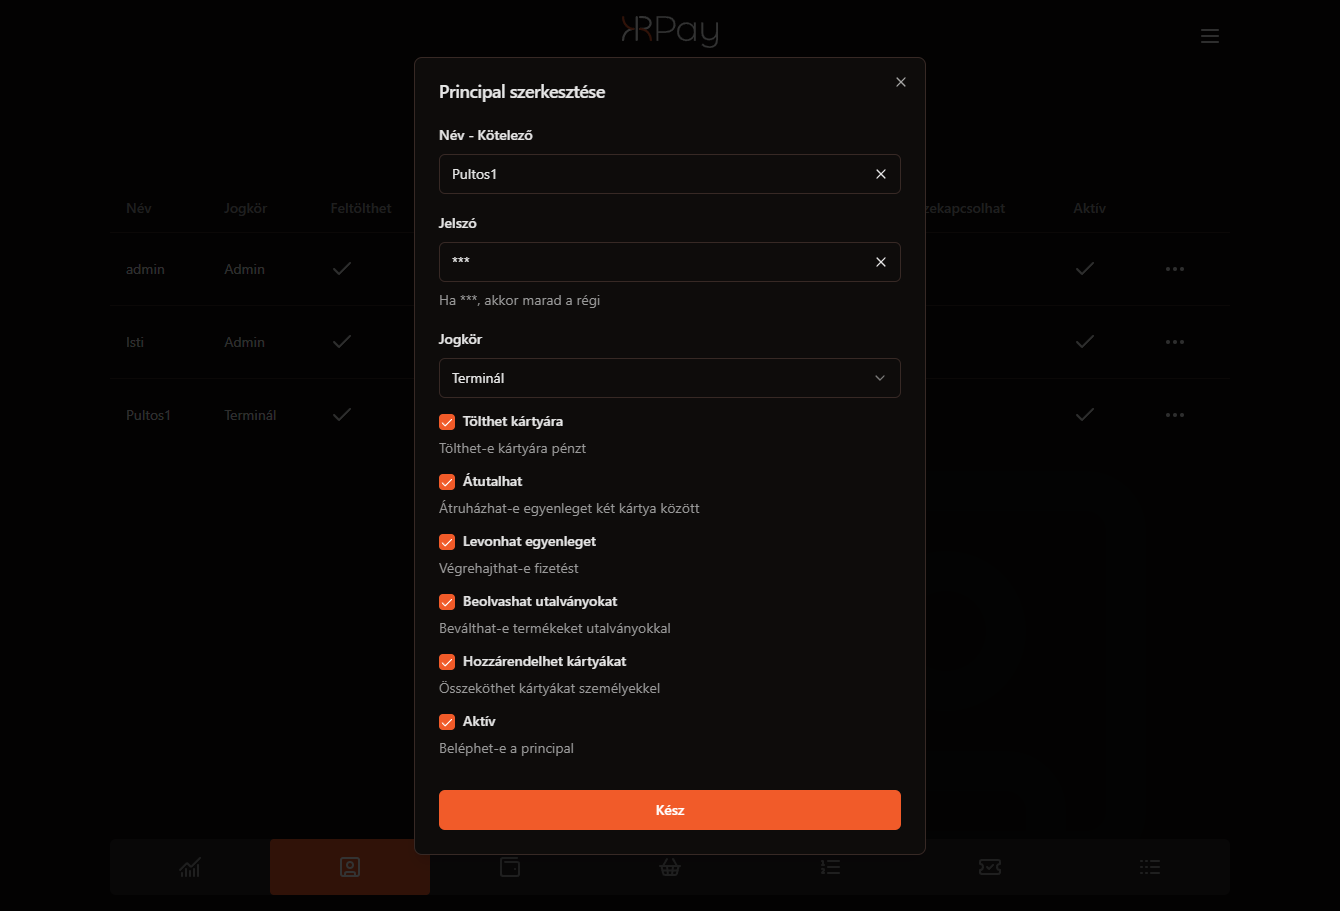 KRPay
Principal szerkesztése
Név - Kötelező
Pultos1
Jelszó
***
Ha ***, akkor marad a régi
Jogkör
Terminál
Tölthet kártyára
Tölthet-e kártyára pénzt
Átutalhat
Átruházhat-e egyenleget két kártya között
Levonhat egyenleget
Végrehajthat-e fizetést
Beolvashat utalványokat
Beválthat-e termékeket utalványokkal
Hozzárendelhet kártyákat
Összeköthet kártyákat személyekkel
Aktív
Beléphet-e a principal
Kész
Név Jogkör Feltölthet zekapcsolhat Aktív
admin Admin
Isti Admin
Pultos1 Terminál